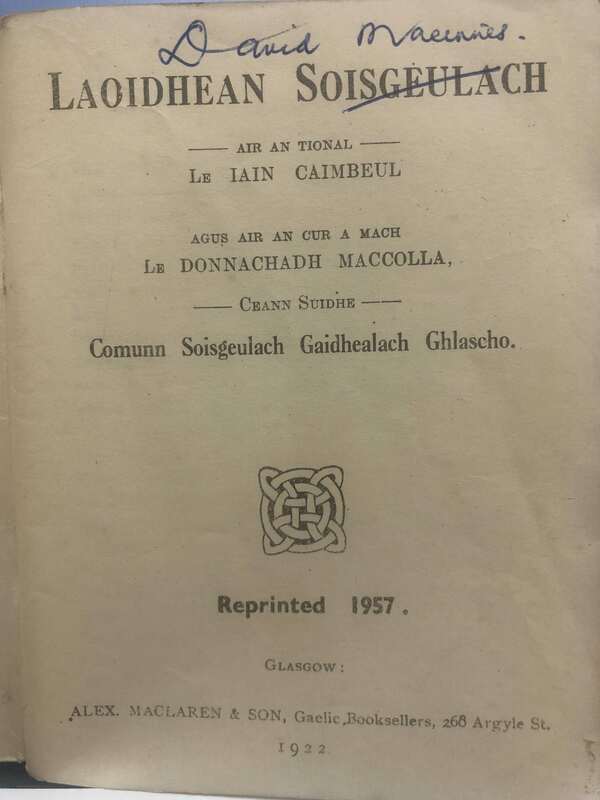 David Macinnes.
LAOIDHEAN SOISGEULACH
AIR AN TIONAL
LE IAIN CAIMBEUL
AGUS AIR AN CUR A MACH
LE DONNACHADH MACCOLLA,
CEANN SUIDHE
Comunn Soisgeulach Gaidhealach Ghlascho.
Reprinted 1957.
GLASGOW:
ALEX. MACLAREN & SON, Gaelic Booksellers, 268 Argyle St.
1922